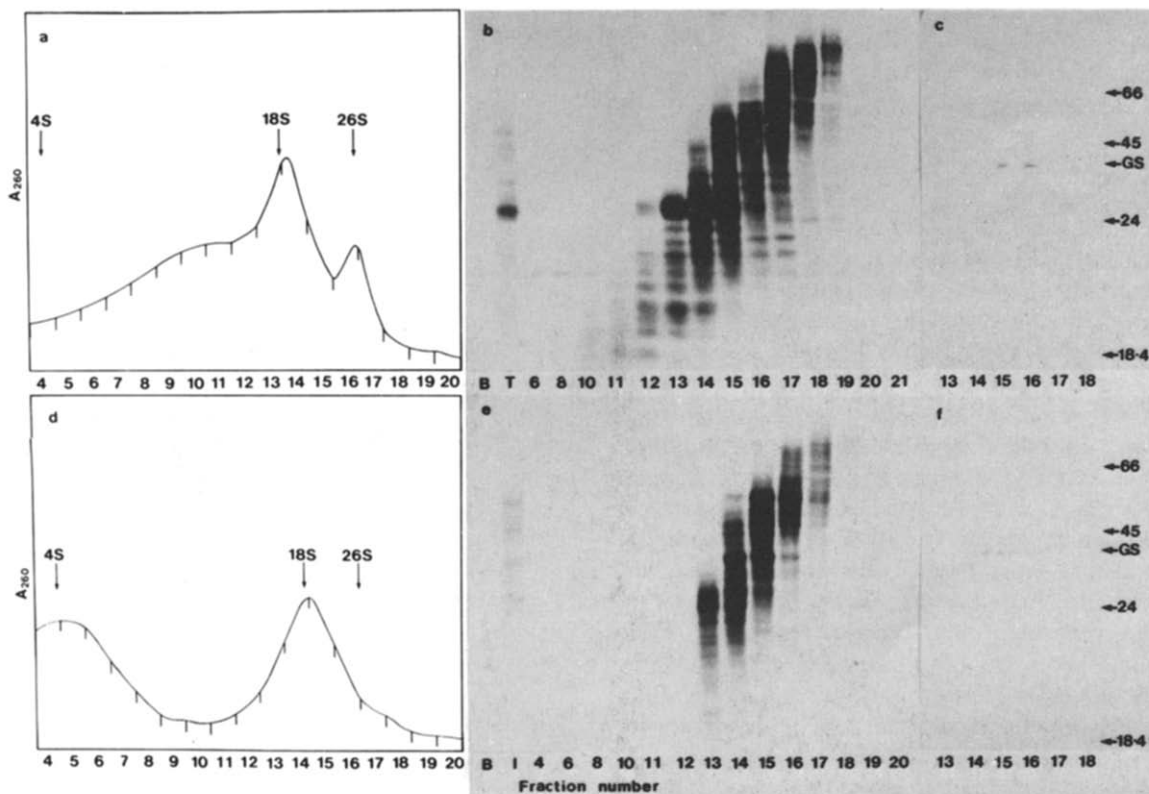 a
4S
18S
26S
A260
4 5 6 7 8 9 10 11 12 13 14 15 16 17 18 19 20
b
B T 6 8 10 11 12 13 14 15 16 17 18 19 20 21
c
66
45
GS
24
18·4
13 14 15 16 17 18
d
4S
18S
26S
A260
4 5 6 7 8 9 10 11 12 13 14 15 16 17 18 19 20
e
B I 4 6 8 10 11 12 13 14 15 16 17 18 19 20
f
66
45
GS
24
18·4
13 14 15 16 17 18
Fraction number